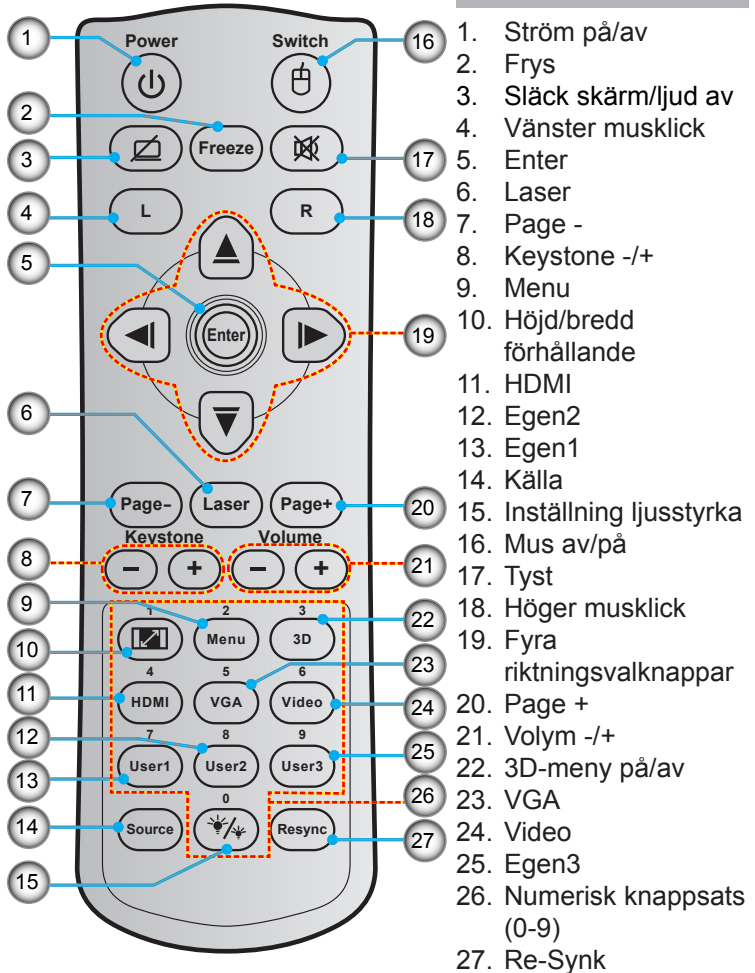 1
Power
Switch
16
2
3
Freeze
17
4
L
R
18
5
Enter
19
6
7
Page-
Laser
Page+
20
Keystone
Volume
8
-
+
-
+
21
9
1
2
3
22
Menu
3D
10
4
5
6
23
11
HDMI
VGA
Video
24
12
7
8
9
25
User1
User2
User3
13
0
26
14
Source
Resync
27
15
1. Ström på/av
2. Frys
3. Släck skärm/ljud av
4. Vänster musklick
5. Enter
6. Laser
7. Page -
8. Keystone -/+
9. Menu
10. Höjd/bredd
förhållande
11. HDMI
12. Egen2
13. Egen1
14. Källa
15. Inställning ljusstyrka
16. Mus av/på
17. Tyst
18. Höger musklick
19. Fyra
riktningsvalknappar
20. Page +
21. Volym -/+
22. 3D-meny på/av
23. VGA
24. Video
25. Egen3
26. Numerisk knappsats
(0-9)
27. Re-Synk